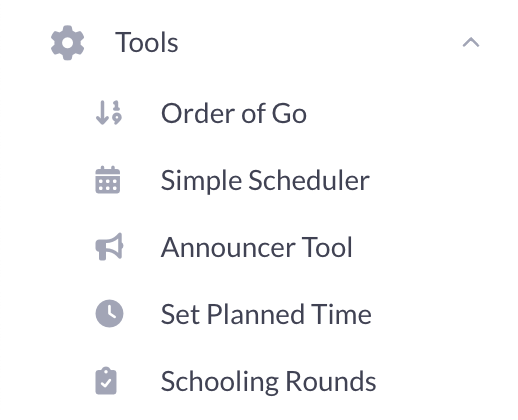 Tools
Order of Go
Simple Scheduler
Announcer Tool
Set Planned Time
Schooling Rounds